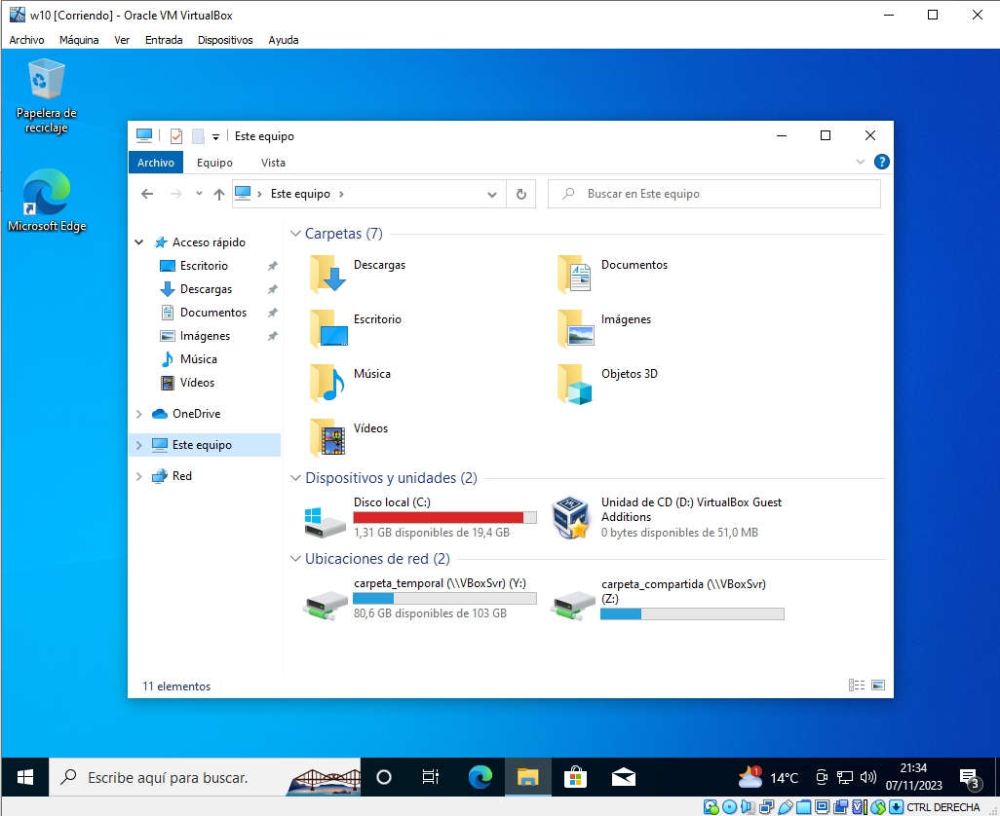 w10 [Corriendo] - Oracle VM VirtualBox
Archivo Máquina Ver Entrada Dispositivos Ayuda
Papelera de
reciclaje
Microsoft Edge
Este equipo
Archivo Equipo Vista
Este equipo
Buscar en Este equipo
Acceso rápido
Escritorio
Descargas
Documentos
Imágenes
Música
Vídeos
OneDrive
Este equipo
Red
Carpetas (7)
Descargas
Documentos
Escritorio
Imágenes
Música
Objetos 3D
Vídeos
Dispositivos y unidades (2)
Disco local (C:)
1,31 GB disponibles de 19,4 GB
Unidad de CD (D:) VirtualBox Guest
Additions
0 bytes disponibles de 51,0 MB
Ubicaciones de red (2)
carpeta_temporal (\\VBoxSvr) (Y:)
80,6 GB disponibles de 103 GB
carpeta_compartida (\\VBoxSvr)
(Z:)
11 elementos
Escribe aquí para buscar.
1
14°C
21:34
07/11/2023
3
CTRL DERECHA